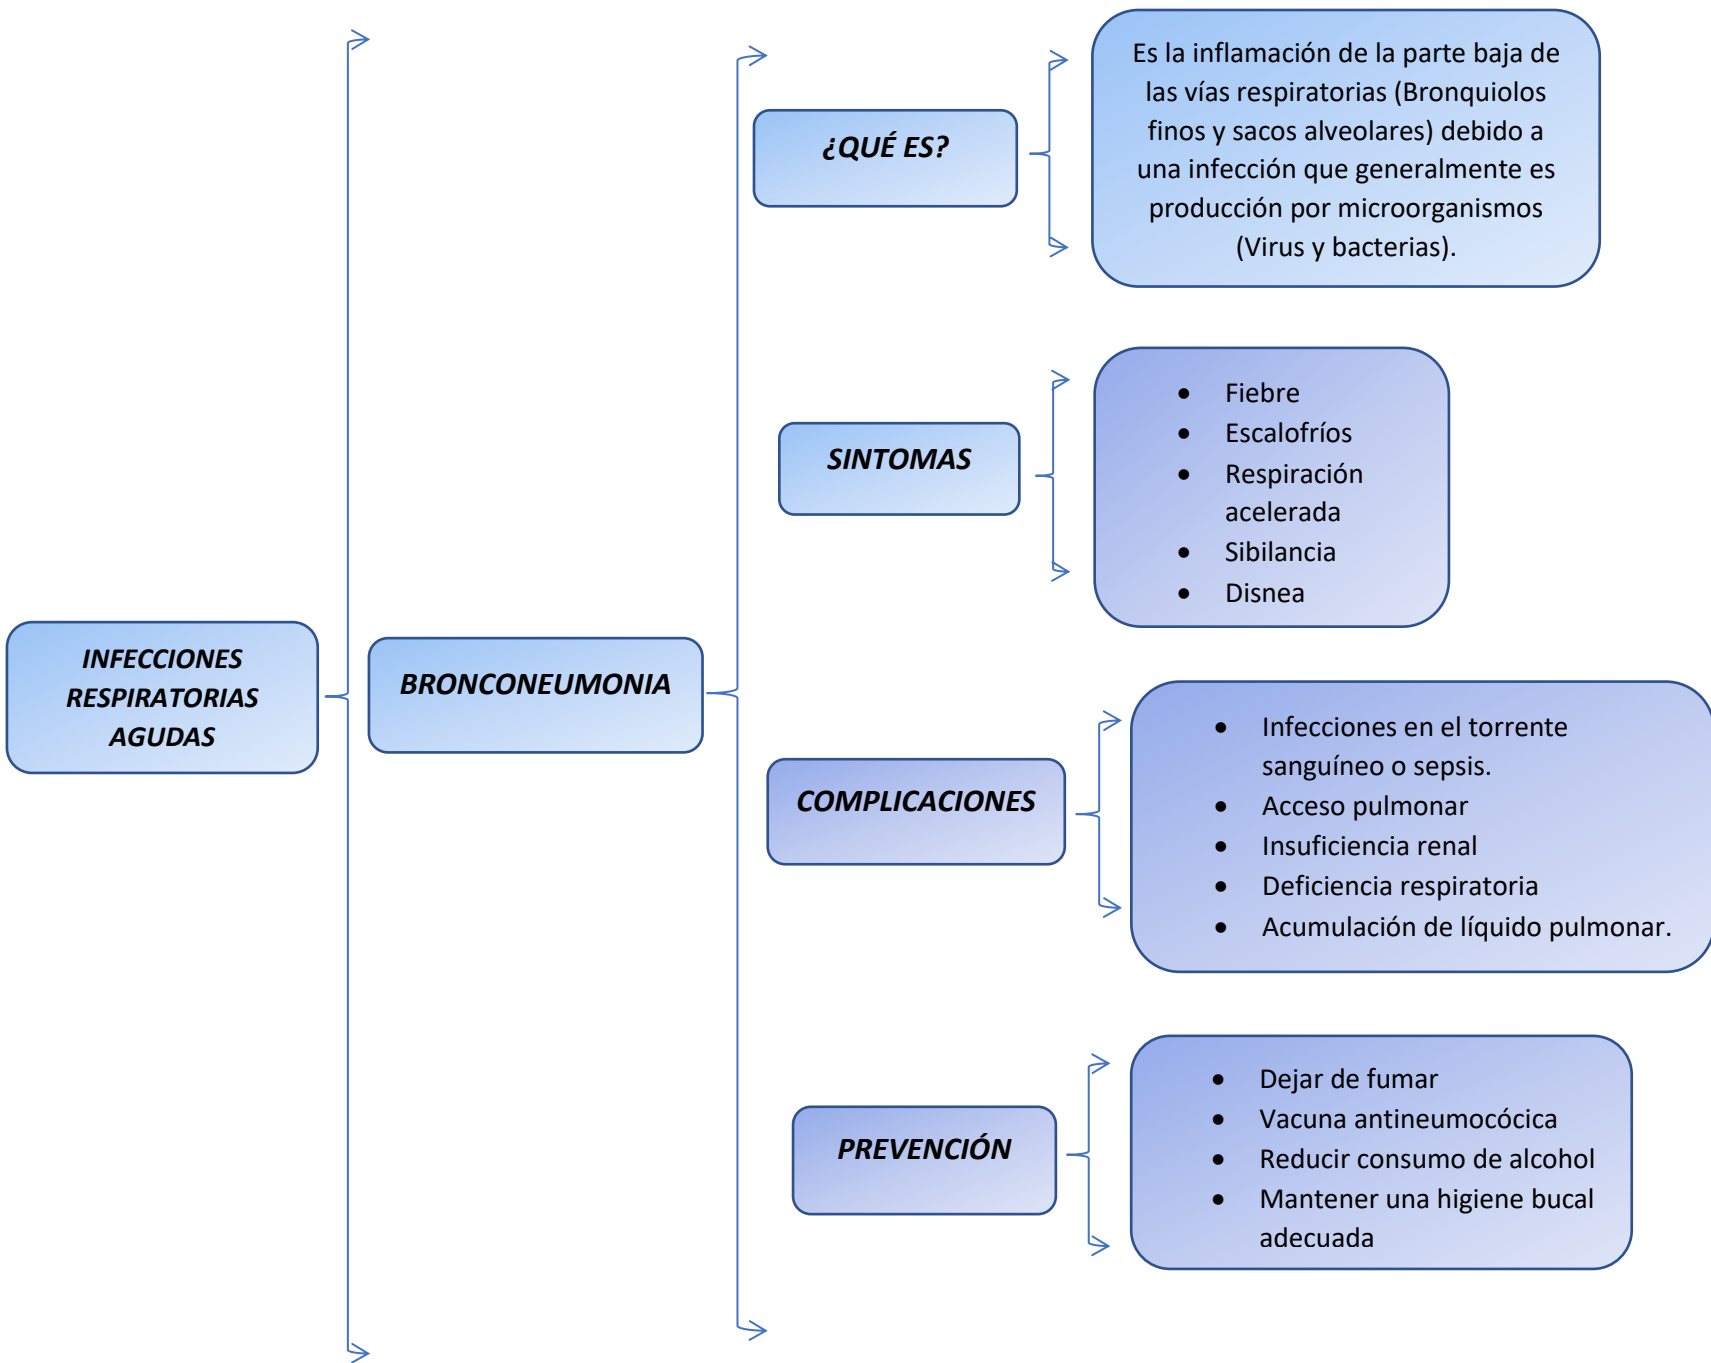 INFECCIONES
RESPIRATORIAS
AGUDAS
BRONCONEUMONIA
¿QUÉ ES?
Es la inflamación de la parte baja de
las vías respiratorias (Bronquiolos
finos y sacos alveolares) debido a
una infección que generalmente es
producción por microorganismos
(Virus y bacterias).
SINTOMAS
• Fiebre
• Escalofríos
• Respiración
acelerada
• Sibilancia
• Disnea
COMPLICACIONES
• Infecciones en el torrente
sanguíneo o sepsis.
• Acceso pulmonar
• Insuficiencia renal
• Deficiencia respiratoria
• Acumulación de líquido pulmonar.
PREVENCIÓN
• Dejar de fumar
• Vacuna antineumocócica
• Reducir consumo de alcohol
• Mantener una higiene bucal
adecuada